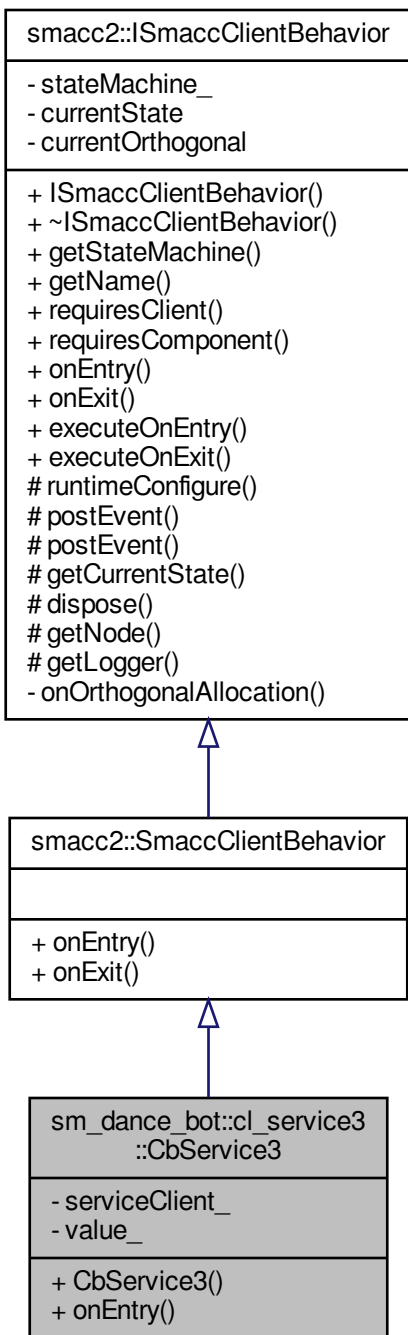 smacc2::ISmaccClientBehavior
- stateMachine_
- currentState
- currentOrthogonal
+ ISmaccClientBehavior()
+ ~ISmaccClientBehavior()
+ getStateMachine()
+ getName()
+ requiresClient()
+ requiresComponent()
+ onEntry()
+ onExit()
+ executeOnEntry()
+ executeOnExit()
# runtimeConfigure()
# postEvent()
# postEvent()
# getCurrentState()
# dispose()
# getNode()
# getLogger()
- onOrthogonalAllocation()
smacc2::SmaccClientBehavior
+ onEntry()
+ onExit()
sm_dance_bot::cl_service3
::CbService3
- serviceClient_
- value_
+ CbService3()
+ onEntry()